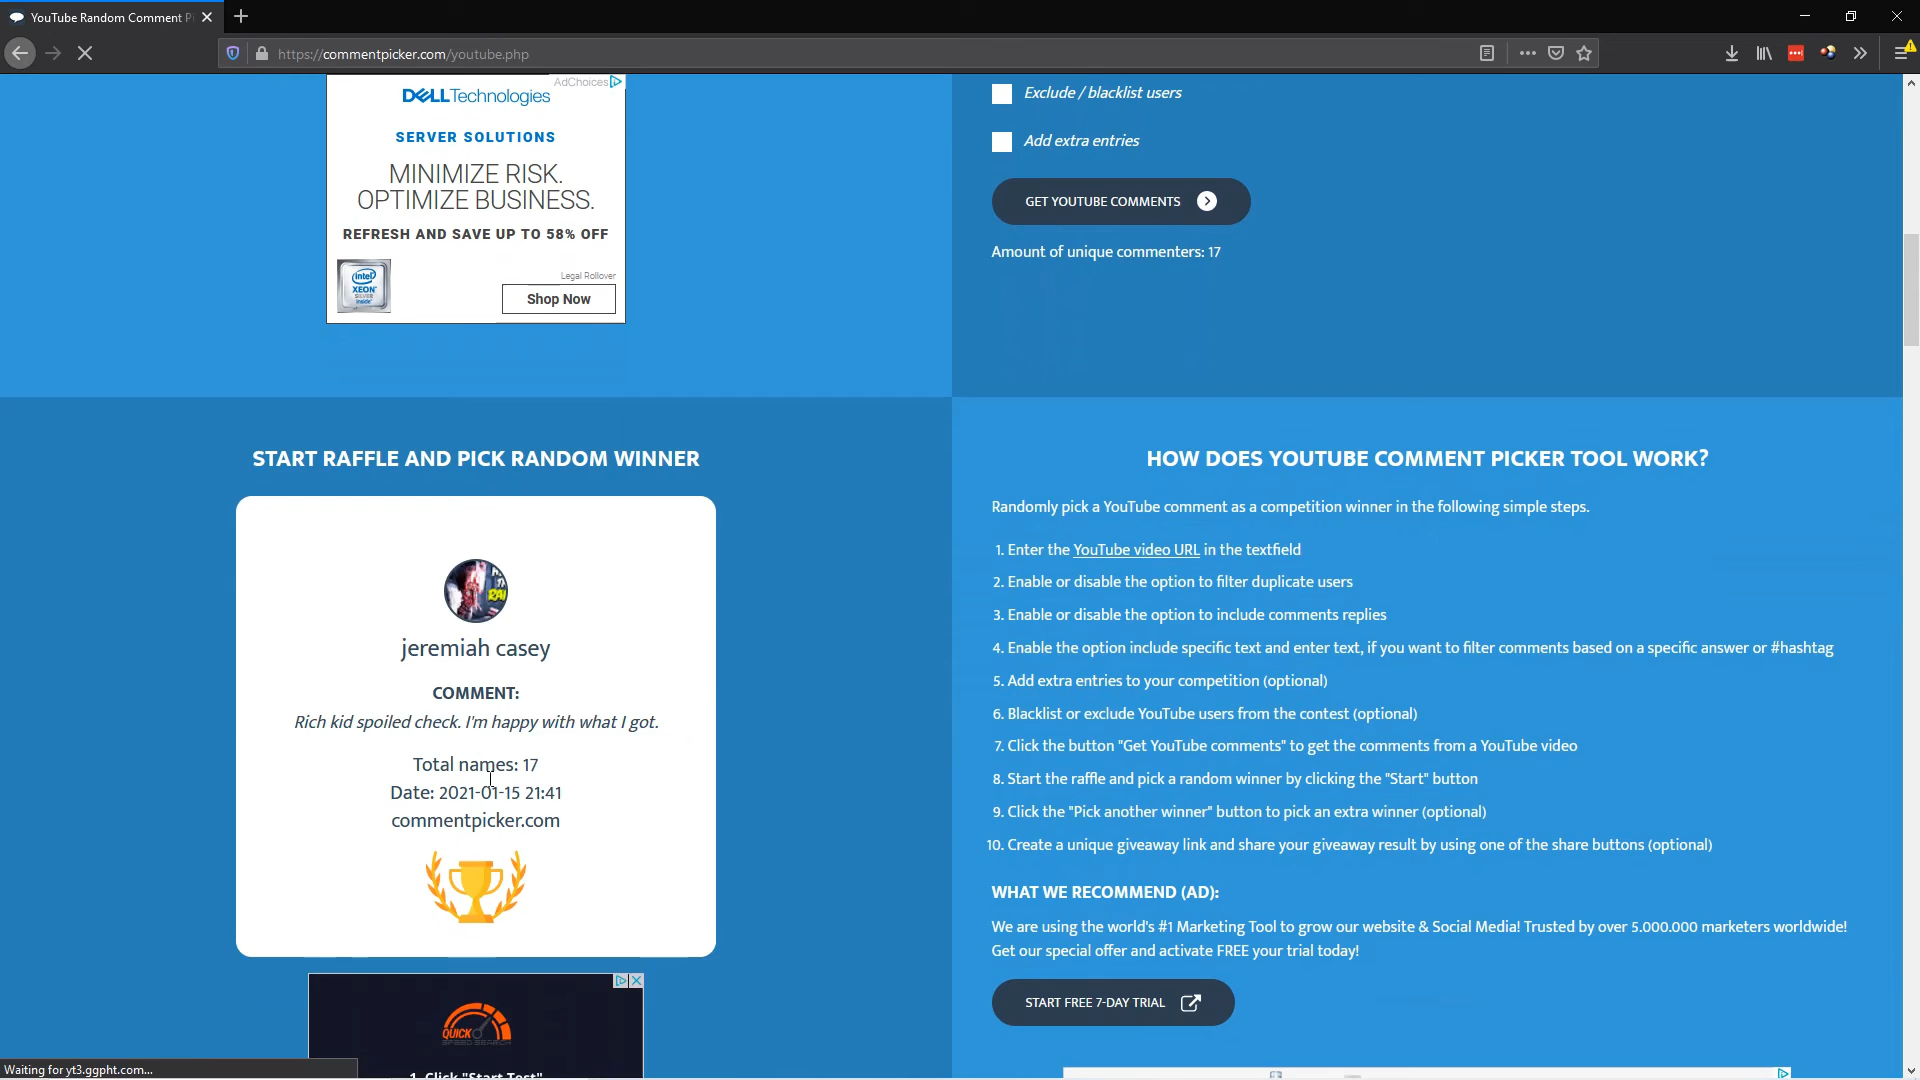 YouTube Random Comment P
https://commentpicker.com/youtube.php
AdChoices
DELL Technologies
SERVER SOLUTIONS
MINIMIZE RISK.
OPTIMIZE BUSINESS.
REFRESH AND SAVE UP TO 58% OFF
Legal Rollover
intel
XEON
SILVER
inside
Shop Now
Exclude / blacklist users
Add extra entries
GET YOUTUBE COMMENTS
Amount of unique commenters: 17
START RAFFLE AND PICK RANDOM WINNER
jeremiah casey
COMMENT:
Rich kid spoiled check. I'm happy with what I got.
Total names: 17
Date: 2021-01-15 21:41
commentpicker.com
QUICK
SPEED SEARCH
1. Click "Start Test"
HOW DOES YOUTUBE COMMENT PICKER TOOL WORK?
Randomly pick a YouTube comment as a competition winner in the following simple steps.
1. Enter the YouTube video URL in the textfield
2. Enable or disable the option to filter duplicate users
3. Enable or disable the option to include comments replies
4. Enable the option include specific text and enter text, if you want to filter comments based on a specific answer or #hashtag
5. Add extra entries to your competition (optional)
6. Blacklist or exclude YouTube users from the contest (optional)
7. Click the button "Get YouTube comments" to get the comments from a YouTube video
8. Start the raffle and pick a random winner by clicking the "Start" button
9. Click the "Pick another winner" button to pick an extra winner (optional)
10. Create a unique giveaway link and share your giveaway result by using one of the share buttons (optional)
WHAT WE RECOMMEND (AD):
We are using the world's #1 Marketing Tool to grow our website & Social Media! Trusted by over 5.000.000 marketers worldwide!
Get our special offer and activate FREE your trial today!
START FREE 7-DAY TRIAL
Waiting for yt3.ggpht.com...